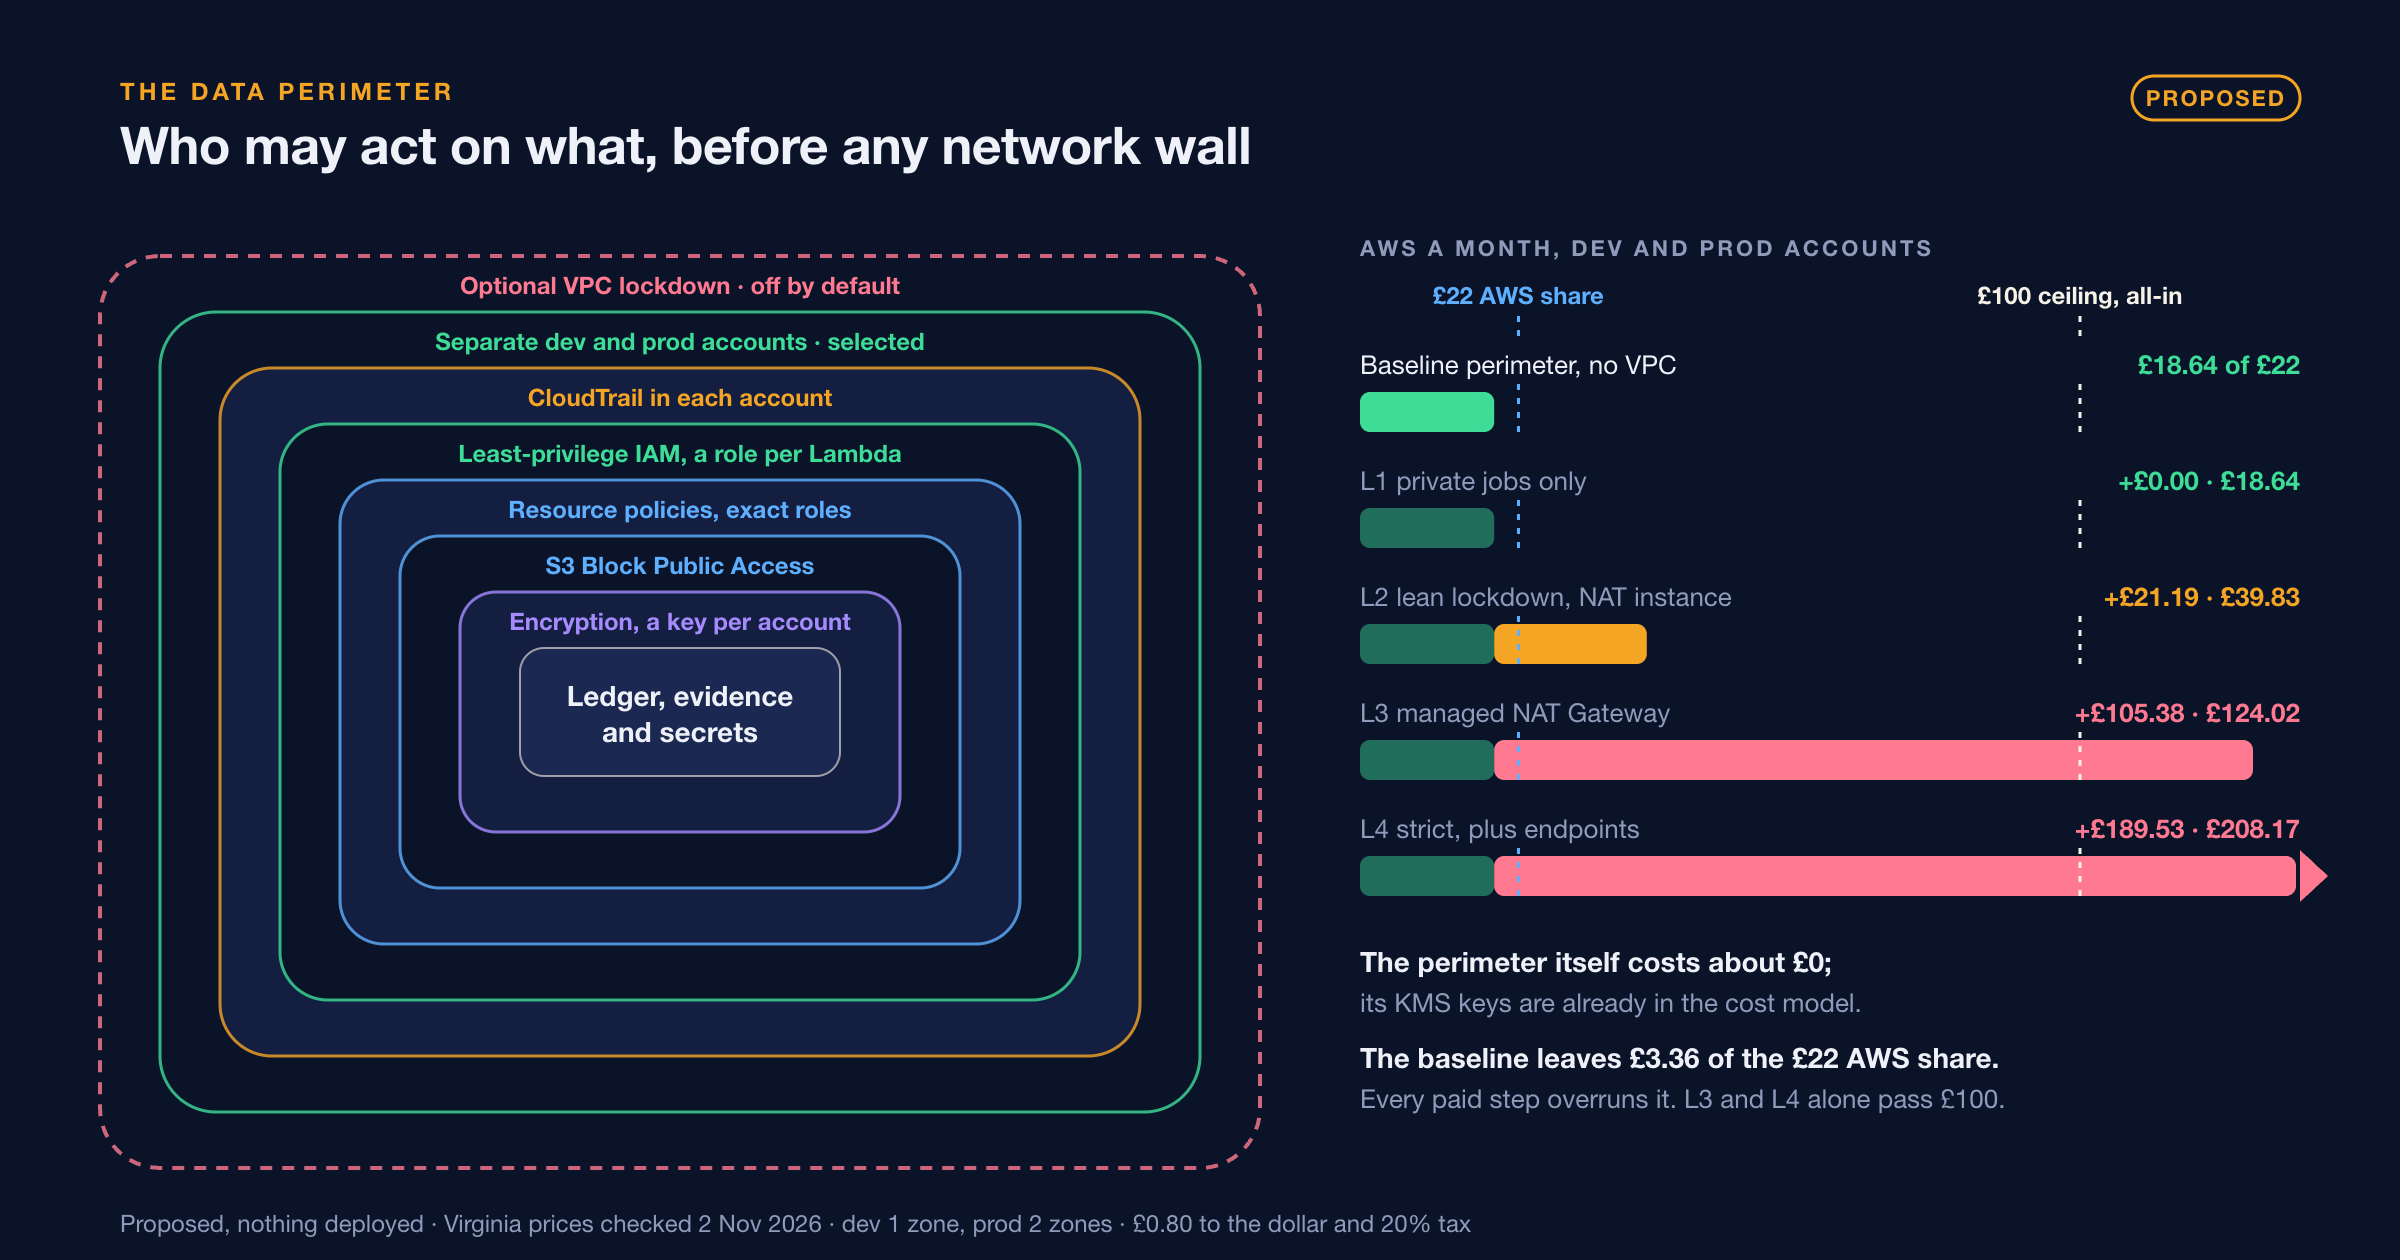 THE DATA PERIMETER
PROPOSED
Who may act on what, before any network wall
Optional VPC lockdown · off by default
Separate dev and prod accounts · selected
CloudTrail in each account
Least-privilege IAM, a role per Lambda
Resource policies, exact roles
S3 Block Public Access
Encryption, a key per account
Ledger, evidence
and secrets
AWS A MONTH, DEV AND PROD ACCOUNTS
£22 AWS share
£100 ceiling, all-in
Baseline perimeter, no VPC
£18.64 of £22
L1 private jobs only
+£0.00 · £18.64
L2 lean lockdown, NAT instance
+£21.19 · £39.83
L3 managed NAT Gateway
+£105.38 · £124.02
L4 strict, plus endpoints
+£189.53 · £208.17
The perimeter itself costs about £0;
its KMS keys are already in the cost model.
The baseline leaves £3.36 of the £22 AWS share.
Every paid step overruns it. L3 and L4 alone pass £100.
Proposed, nothing deployed · Virginia prices checked 2 Nov 2026 · dev 1 zone, prod 2 zones · £0.80 to the dollar and 20% tax